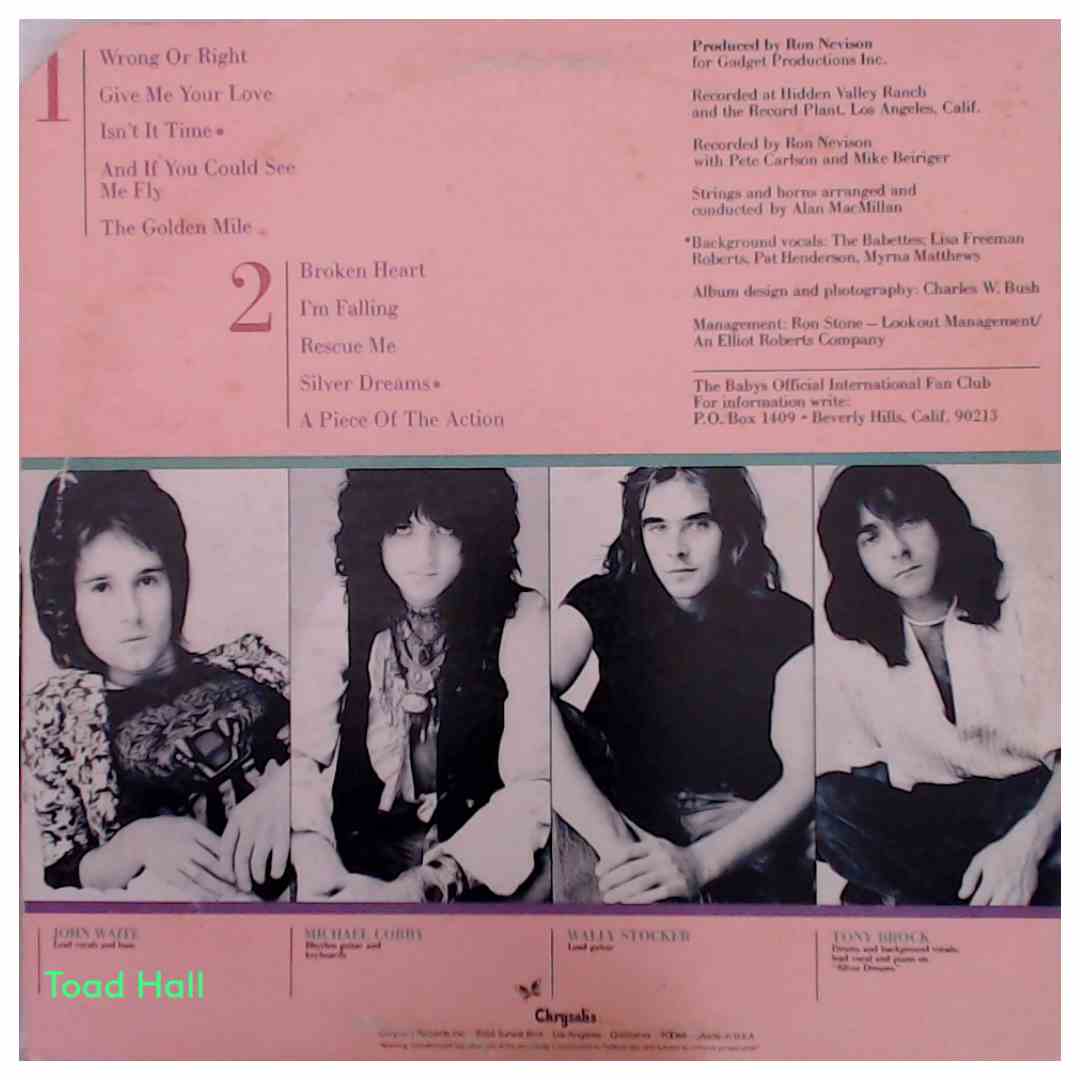 1
Wrong Or Right
Give Me Your Love
Isn't It Time*
And If You Could See
Me Fly
The Golden Mile
2
Broken Heart
I'm Falling
Rescue Me
Silver Dreams*
A Piece Of The Action
Produced by Ron Nevison
for Gadget Productions Inc.
Recorded at Hidden Valley Ranch
and the Record Plant, Los Angeles, Calif.
Recorded by Ron Nevison
with Pete Carlson and Mike Beiriger
Strings and horns arranged and
conducted by Alan MacMillan
*Background vocals: The Babettes; Lisa Freeman
Roberts, Pat Henderson, Myrna Matthews
Album design and photography: Charles W. Bush
Management: Ron Stone – Lookout Management/
An Elliot Roberts Company
The Babys Official International Fan Club
For information write:
P.O. Box 1409 • Beverly Hills, Calif. 90213
JOHN WAITE
Lead vocals and bass
MICHAEL CORBY
Rhythm guitar and
keyboards
WALLY STOCKER
Lead guitar
TONY BROCK
Drums and background vocals,
lead vocal and piano on
"Silver Dreams"
Toad Hall
Chrysalis